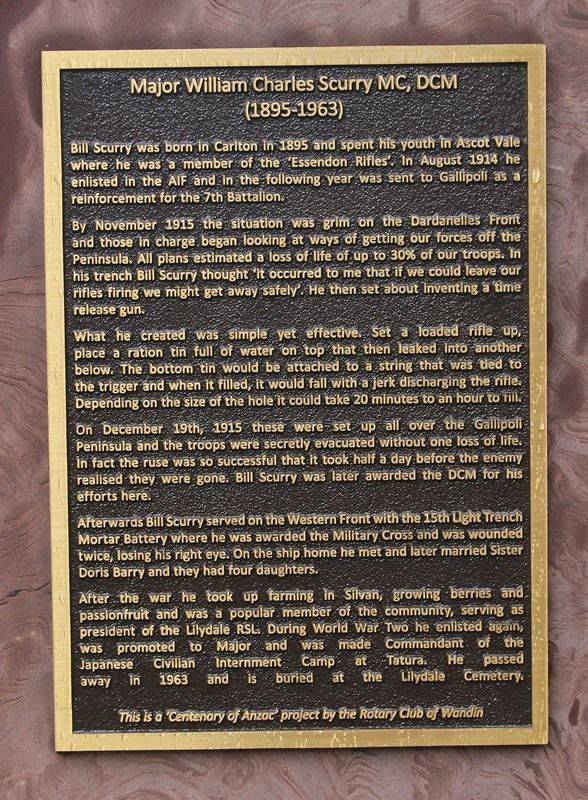 Major William Charles Scurry MC, DCM
(1895-1963)
Bill Scurry was born in Carlton in 1895 and spent his youth in Ascot Vale
where he was a member of the 'Essendon Rifles'. In August 1914 he
enlisted in the AIF and in the following year was sent to Gallipoli as a
reinforcement for the 7th Battalion.
By November 1915 the situation was grim on the Dardanelles Front
and those in charge began looking at ways of getting our forces off the
Peninsula. All plans estimated a loss of life of up to 30% of our troops. In
his trench Bill Scurry thought 'it occurred to me that if we could leave our
rifles firing we might get away safely'. He then set about inventing a time
release gun.
What he created was simple yet effective. Set a loaded rifle up,
place a ration tin full of water on top that then leaked into another
below. The bottom tin would be attached to a string that was tied to
the trigger and when it filled, it would fall with a jerk discharging the rifle.
Depending on the size of the hole it could take 20 minutes to an hour to fill.
On December 19th, 1915 these were set up all over the Gallipoli
Peninsula and the troops were secretly evacuated without one loss of life.
In fact the ruse was so successful that it took half a day before the enemy
realised they were gone. Bill Scurry was later awarded the DCM for his
efforts here.
Afterwards Bill Scurry served on the Western Front with the 15th Light Trench
Mortar Battery where he was awarded the Military Cross and was wounded
twice, losing his right eye. On the ship home he met and later married Sister
Doris Barry and they had four daughters.
After the war he took up farming in Silvan, growing berries and
passionfruit and was a popular member of the community, serving as
president of the Lilydale RSL. During World War Two he enlisted again,
was promoted to Major and was made Commandant of the
Japanese Civilian Internment Camp at Tatura. He passed
away in 1963 and is buried at the Lilydale Cemetery.
This is a 'Centenary of Anzac' project by the Rotary Club of Wandin